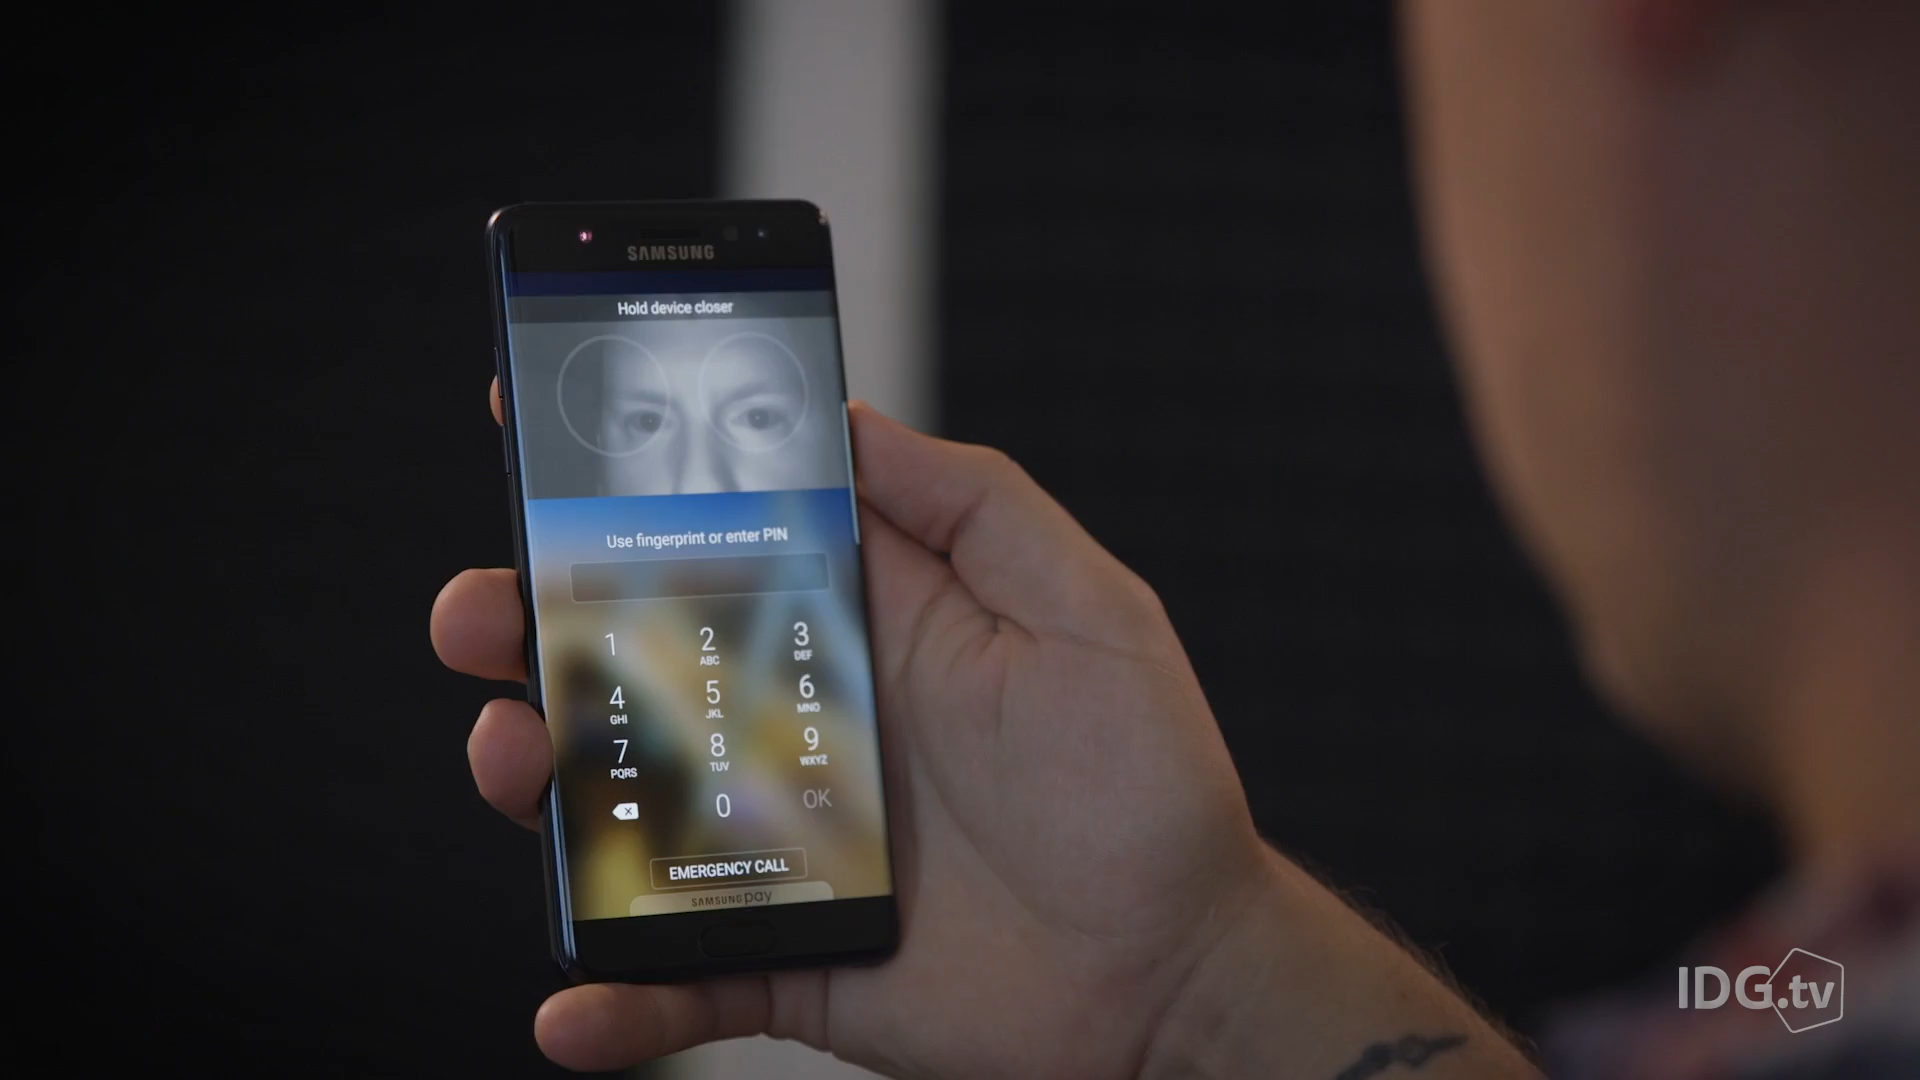 SAMSUNG
Hold device closer
Use fingerprint or enter PIN
1
2
ABC
3
DEF
4
GHI
5
JKL
6
MNO
7
PQRS
8
TUV
9
WXYZ
0
OK
EMERGENCY CALL
SAMSUNG pay
IDG.tv